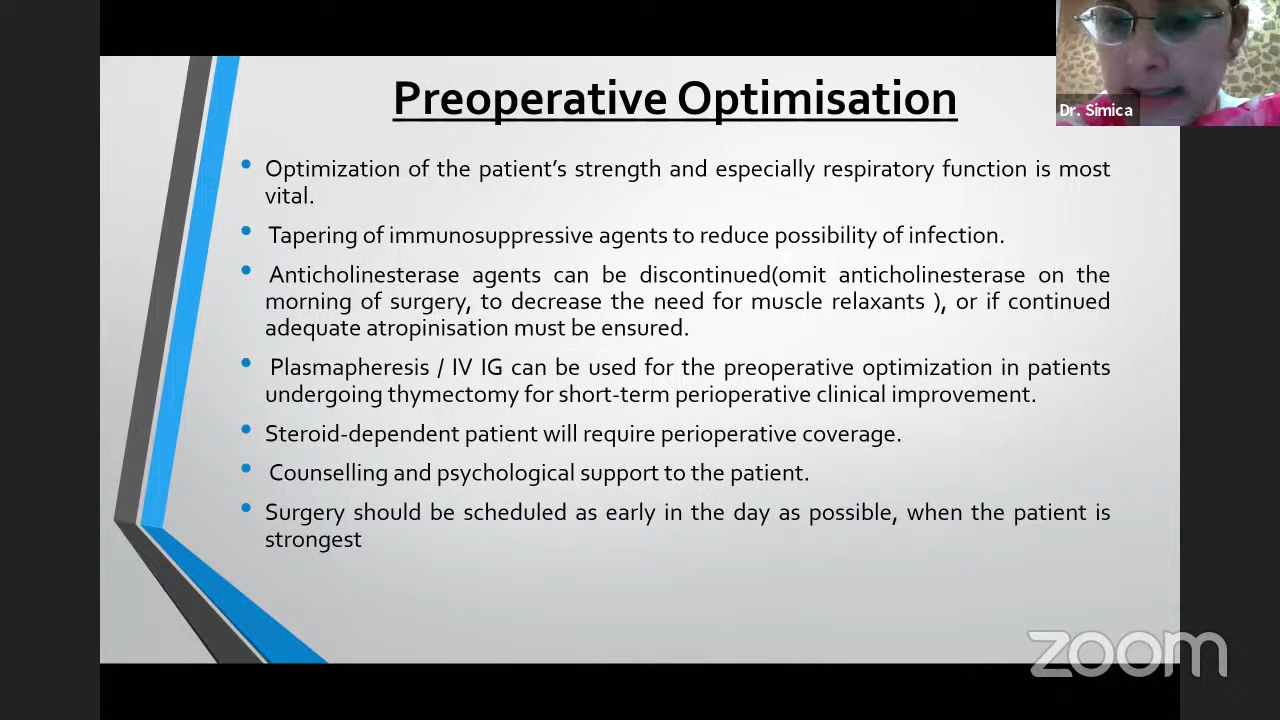 Preoperative Optimisation
Dr. Simica
• Optimization of the patient’s strength and especially respiratory function is most
vital.
• Tapering of immunosuppressive agents to reduce possibility of infection.
• Anticholinesterase agents can be discontinued(omit anticholinesterase on the
morning of surgery, to decrease the need for muscle relaxants ), or if continued
adequate atropinisation must be ensured.
• Plasmapheresis / IV IG can be used for the preoperative optimization in patients
undergoing thymectomy for short-term perioperative clinical improvement.
• Steroid-dependent patient will require perioperative coverage.
• Counselling and psychological support to the patient.
• Surgery should be scheduled as early in the day as possible, when the patient is
strongest
zoom